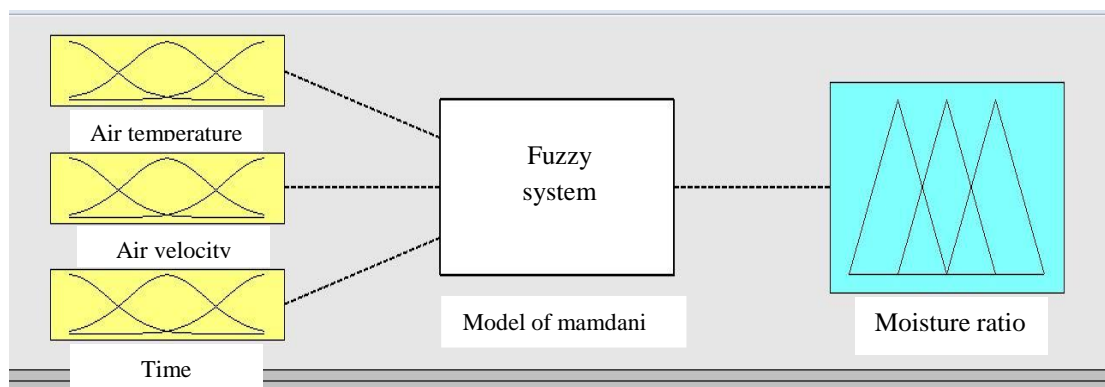 Air temperature
Air velocity
Time
Fuzzy
system
Model of mamdani
Moisture ratio